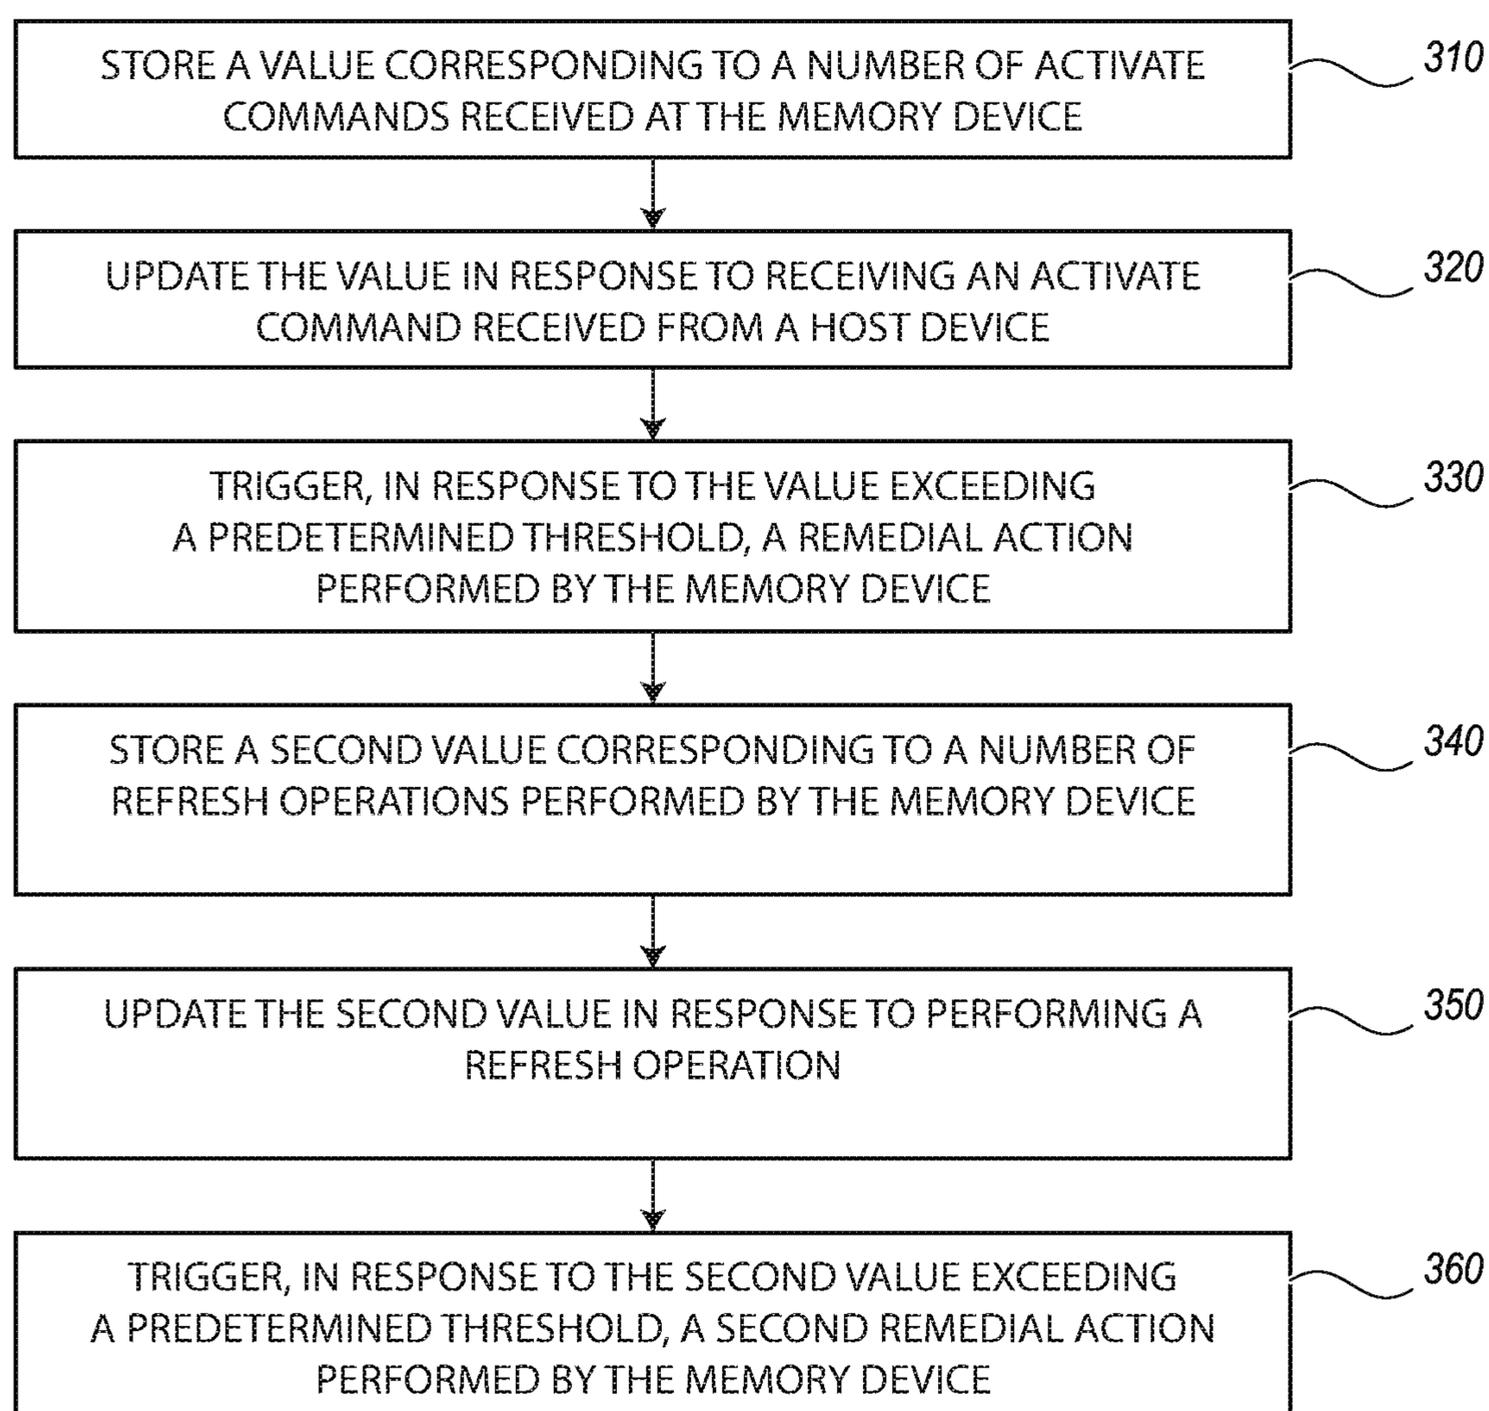 STORE A VALUE CORRESPONDING TO A NUMBER OF ACTIVATE
COMMANDS RECEIVED AT THE MEMORY DEVICE
310
UPDATE THE VALUE IN RESPONSE TO RECEIVING AN ACTIVATE
COMMAND RECEIVED FROM A HOST DEVICE
320
TRIGGER, IN RESPONSE TO THE VALUE EXCEEDING
A PREDETERMINED THRESHOLD, A REMEDIAL ACTION
PERFORMED BY THE MEMORY DEVICE
330
STORE A SECOND VALUE CORRESPONDING TO A NUMBER OF
REFRESH OPERATIONS PERFORMED BY THE MEMORY DEVICE
340
UPDATE THE SECOND VALUE IN RESPONSE TO PERFORMING A
REFRESH OPERATION
350
TRIGGER, IN RESPONSE TO THE SECOND VALUE EXCEEDING
A PREDETERMINED THRESHOLD, A SECOND REMEDIAL ACTION
PERFORMED BY THE MEMORY DEVICE
360